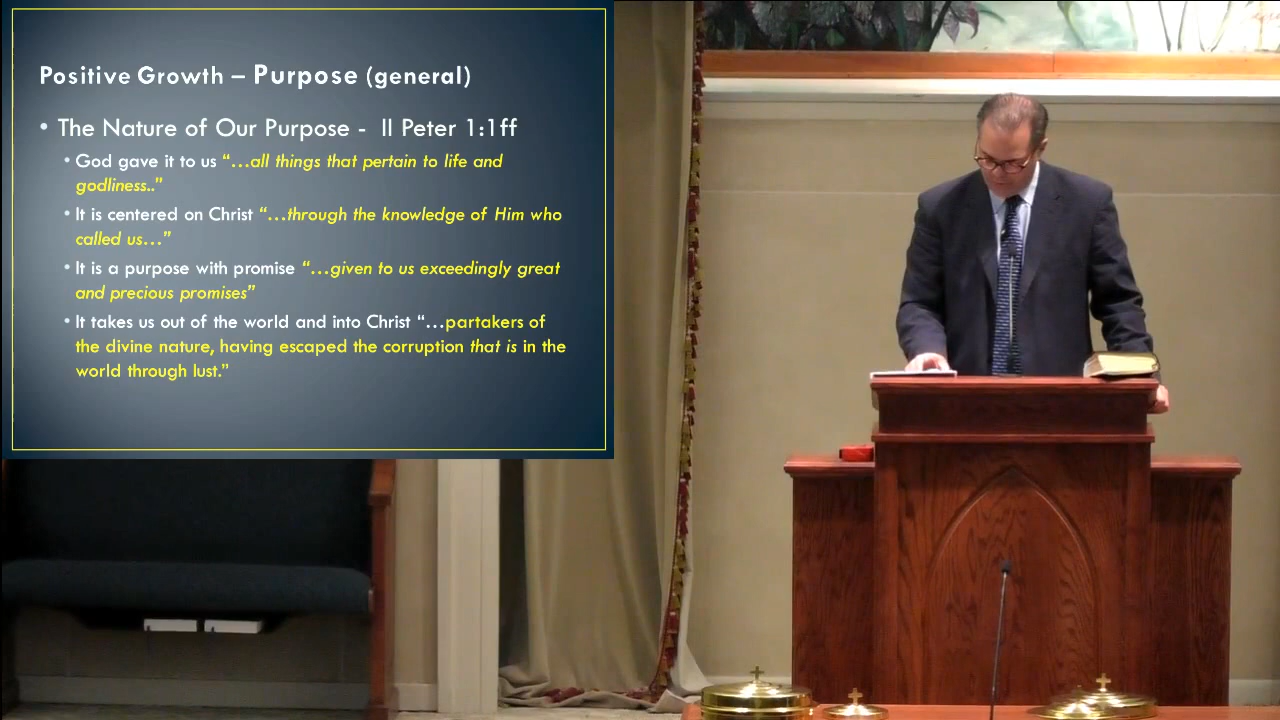 Positive Growth – Purpose (general)
• The Nature of Our Purpose - II Peter 1:1ff
• God gave it to us “…all things that pertain to life and
godliness..”
• It is centered on Christ “…through the knowledge of Him who
called us…”
• It is a purpose with promise “…given to us exceedingly great
and precious promises”
• It takes us out of the world and into Christ “…partakers of
the divine nature, having escaped the corruption that is in the
world through lust.”